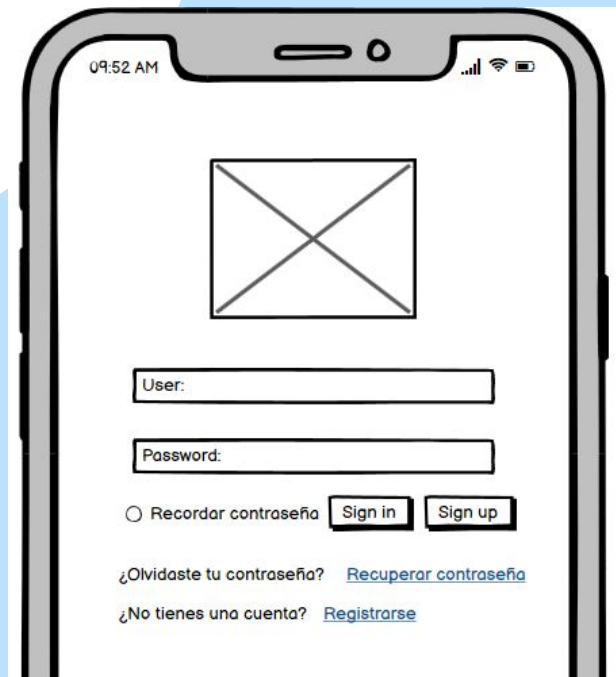 09:52 AM
User:
Password:
Recordar contraseña Sign in Sign up
¿Olvidaste tu contraseña? Recuperar contraseña
¿No tienes una cuenta? Registrarse